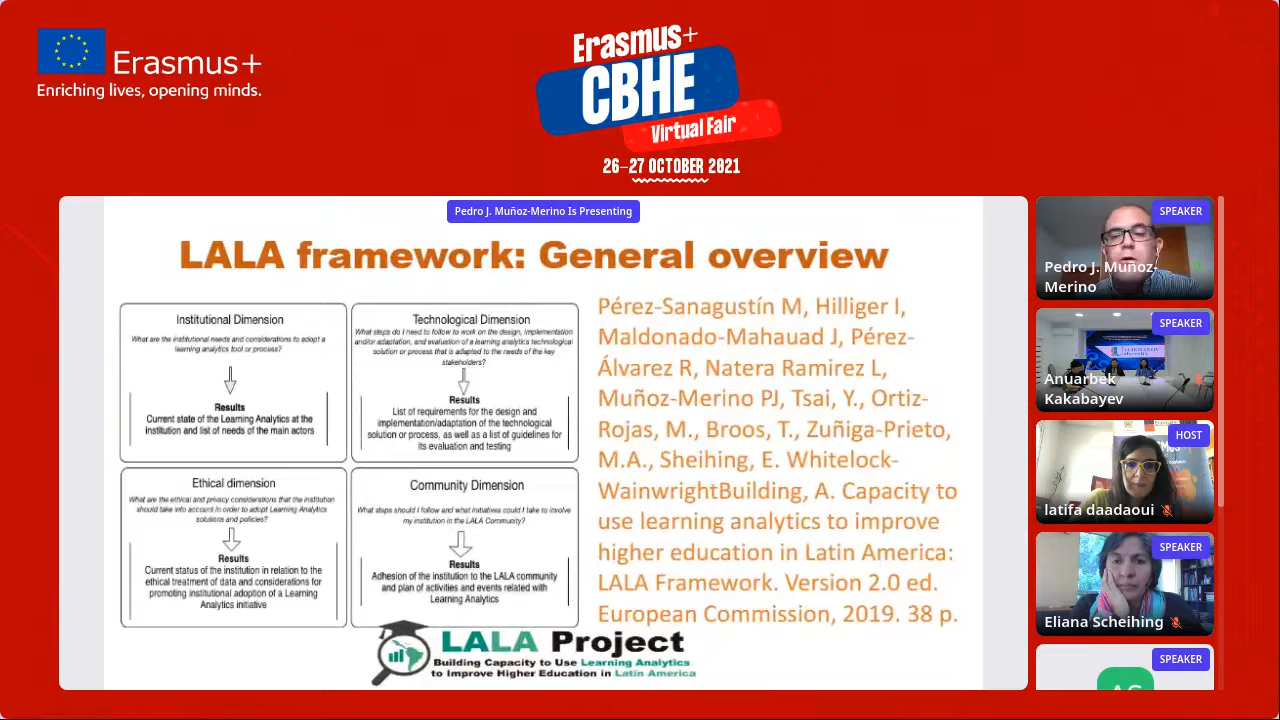 Erasmus+
Enriching lives, opening minds.
Erasmus+
CBHE
Virtual Fair
26–27 OCTOBER 2021
Pedro J. Muñoz-Merino Is Presenting
LALA framework: General overview
Institutional Dimension
What are the institutional needs and considerations to adopt a
learning analytics tool or process?
Results
Current state of the Learning Analytics at the
institution and list of needs of the main actors
Technological Dimension
What steps do I need to follow to work on the design, implementation
and/or adaptation, and evaluation of a learning analytics technological
solution or process that is adapted to the needs of the key
stakeholders?
Results
List of requirements for the design and
implementation/adaptation of the technological
solution or process, as well as a list of guidelines for
its evaluation and testing
Ethical dimension
What are the ethical and privacy considerations that the institution
should take into account in order to adopt Learning Analytics
solutions and policies?
Results
Current status of the institution in relation to the
ethical treatment of data and considerations for
promoting institutional adoption of a Learning
Analytics initiative
Community Dimension
What steps should I follow and what initiatives could I take to involve
my institution in the LALA Community?
Results
Adhesion of the institution to the LALA community
and plan of activities and events related with
Learning Analytics
Pérez-Sanagustín M, Hilliger I,
Maldonado-Mahauad J, Pérez-
Álvarez R, Natera Ramirez L,
Muñoz-Merino PJ, Tsai, Y., Ortiz-
Rojas, M., Broos, T., Zuñiga-Prieto,
M.A., Sheihing, E. Whitelock-
WainwrightBuilding, A. Capacity to
use learning analytics to improve
higher education in Latin America:
LALA Framework. Version 2.0 ed.
European Commission, 2019. 38 p.
LALA Project
Building Capacity to Use Learning Analytics
to Improve Higher Education in Latin America
SPEAKER
Pedro J. Muñoz-
Merino
SPEAKER
Anuarbek
Kakabayev
HOST
latifa daadaoui
SPEAKER
Eliana Scheihing
SPEAKER